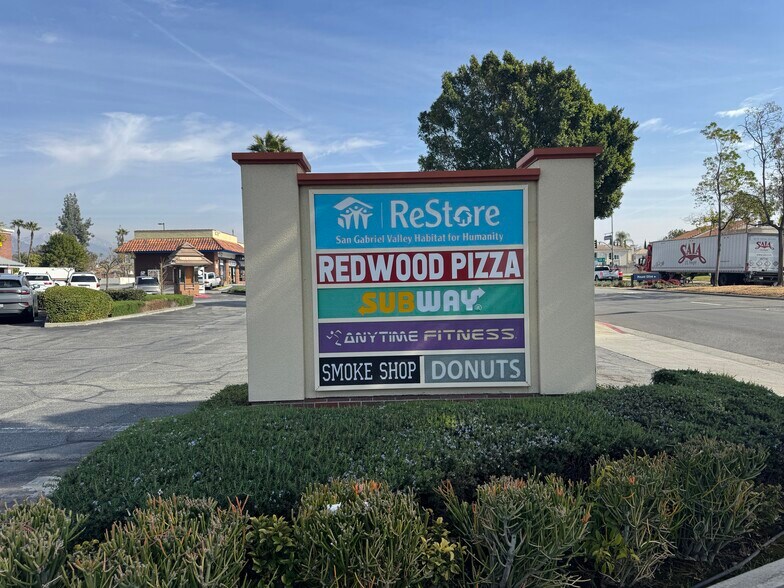 ReStore
San Gabriel Valley Habitat for Humanity
REDWOOD PIZZA
SUBWAY®
ANYTIME FITNESS
SMOKE SHOP
DONUTS
SAIA
SAIA